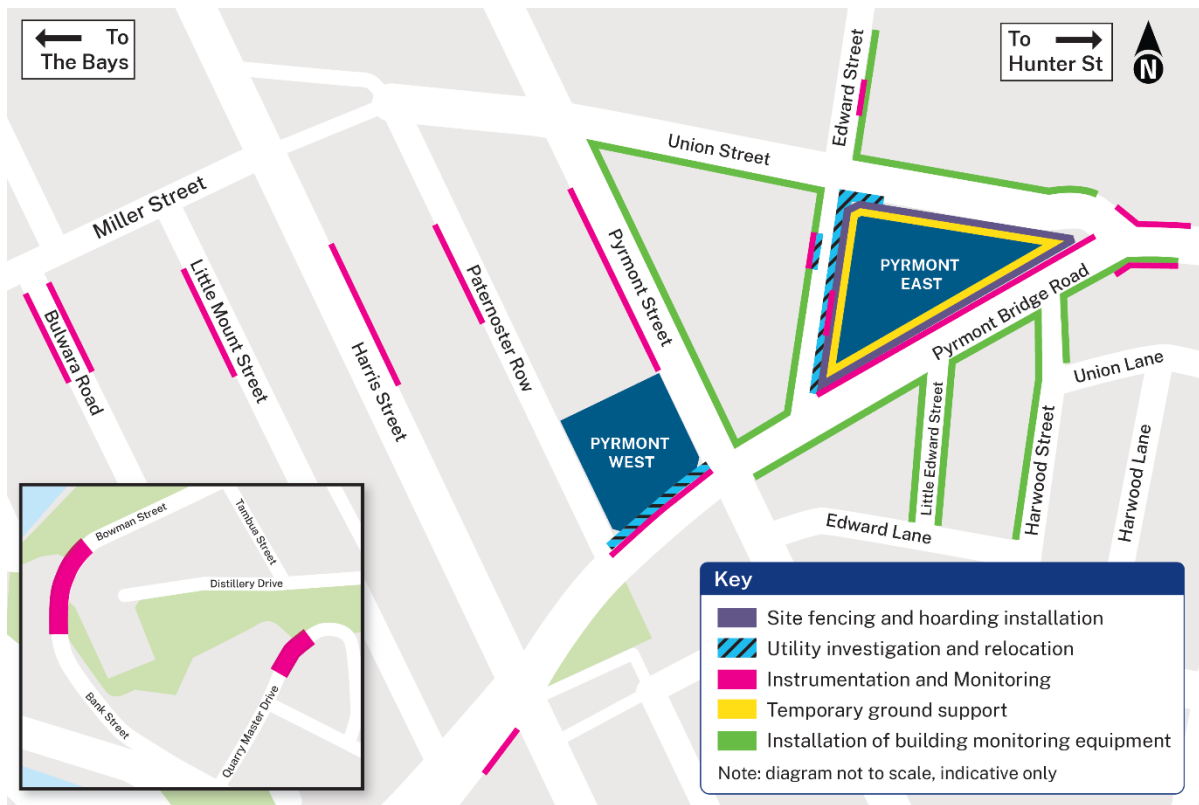 To
The Bays
To
Hunter St
N
Edward Street
Union Street
Miller Street
Pyrmont Street
PYRMONT
EAST
Little Mount Street
Paternoster Row
Pyrmont Bridge Road
Bulwara Road
Harris Street
Union Lane
PYRMONT
WEST
Little Edward Street
Harwood Street
Harwood Lane
Edward Lane
Bowman Street
Tambua Street
Distillery Drive
Bank Street
Quarry Master Drive
Key
Site fencing and hoarding installation
Utility investigation and relocation
Instrumentation and Monitoring
Temporary ground support
Installation of building monitoring equipment
Note: diagram not to scale, indicative only